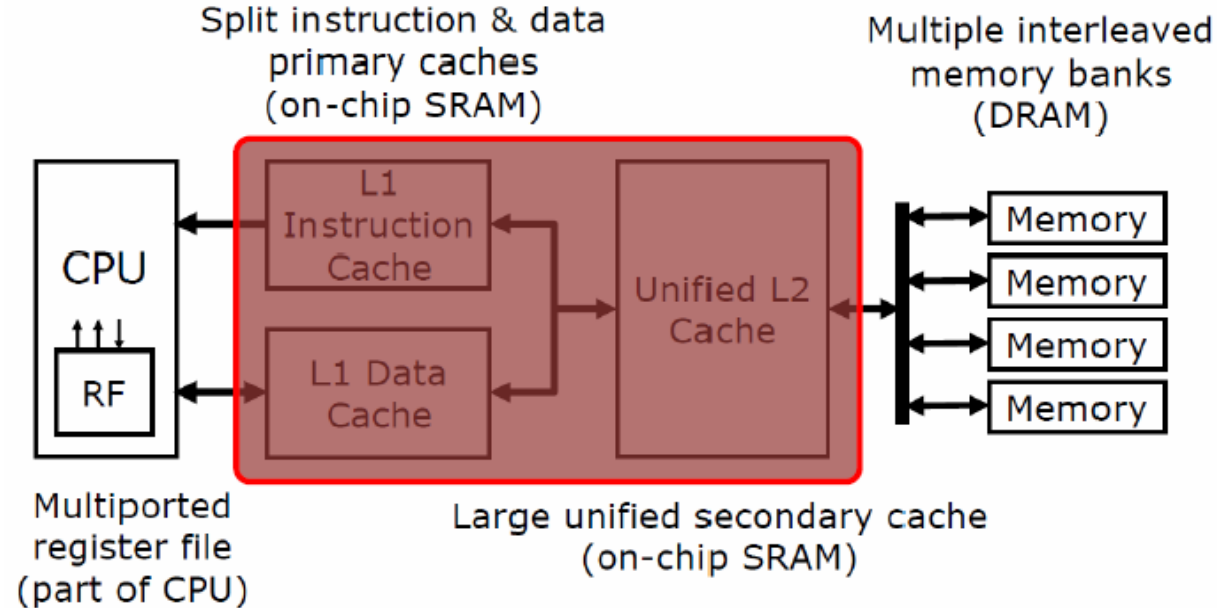 Split instruction & data
primary caches
(on-chip SRAM)
Multiple interleaved
memory banks
(DRAM)
CPU
RF
L1
Instruction
Cache
L1 Data
Cache
Unified L2
Cache
Memory
Memory
Memory
Memory
Multiported
register file
(part of CPU)
Large unified secondary cache
(on-chip SRAM)